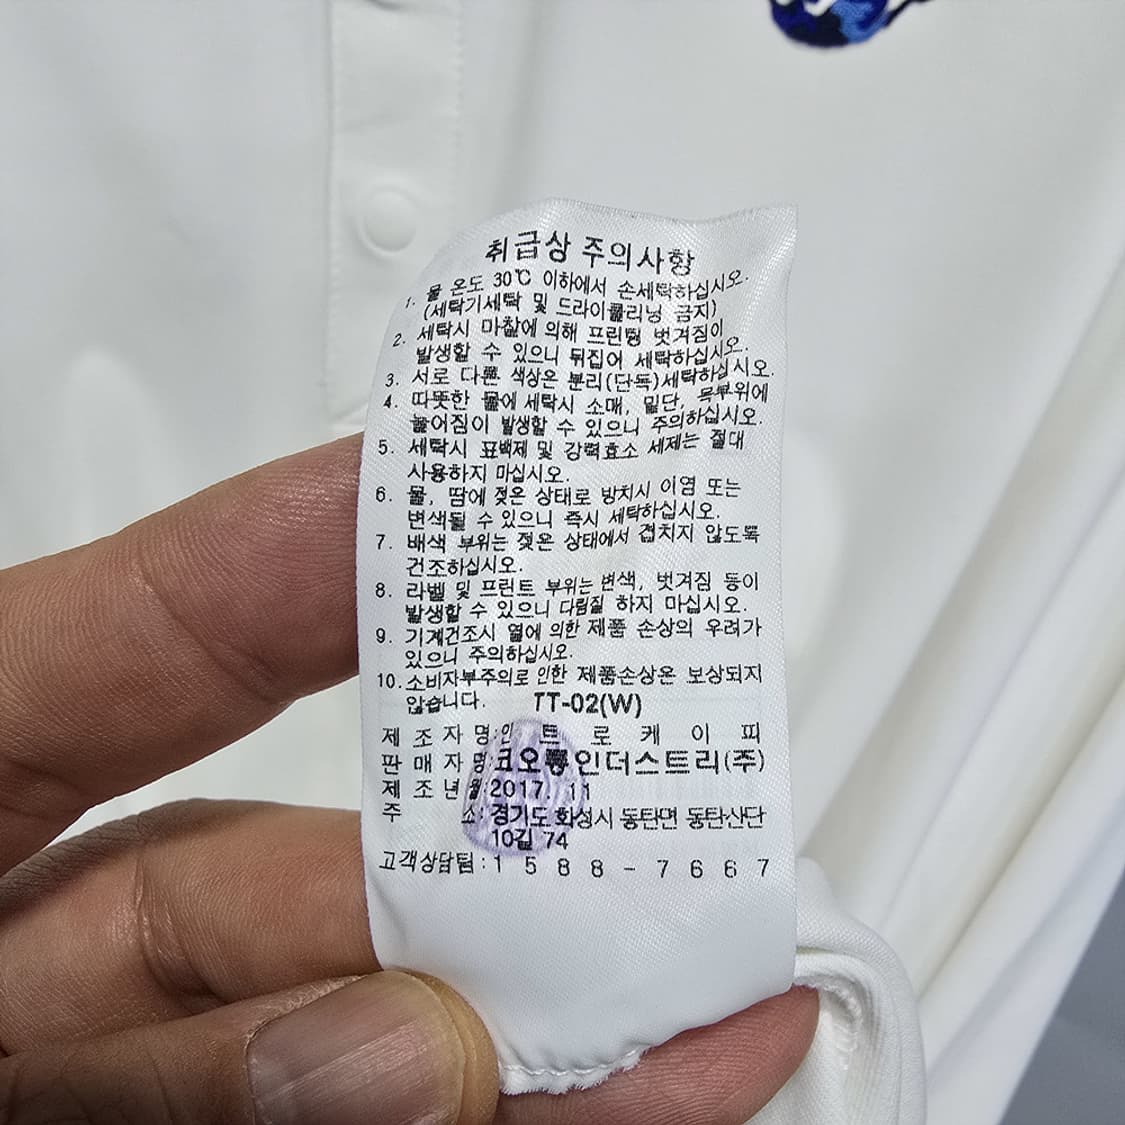 취급상 주의사항
1. 물 온도 30℃ 이하에서 손세탁하십시오.
(세탁기세탁 및 드라이클리닝 금지)
2. 세탁시 마찰에 의해 프린팅 벗겨짐이
발생할 수 있으니 뒤집어 세탁하십시오.
3. 서로 다른 색상은 분리(단독)세탁하십시오.
4. 따뜻한 물에 세탁시 소매, 밑단, 목부위에
늘어짐이 발생할 수 있으니 주의하십시오.
5. 세탁시 표백제 및 강력효소 세제는 절대
사용하지 마십시오.
6. 물, 땀에 젖은 상태로 방치시 이염 또는
변색될 수 있으니 즉시 세탁하십시오.
7. 배색 부위는 젖은 상태에서 겹치지 않도록
건조하십시오.
8. 라벨 및 프린트 부위는 변색, 벗겨짐 등이
발생할 수 있으니 다림질 하지 마십시오.
9. 기계건조시 열에 의한 제품 손상의 우려가
있으니 주의하십시오.
10. 소비자부주의로 인한 제품손상은 보상되지
않습니다. TT-02(W)
제 조 자 명:인 트 로 케 이 피
판 매 자 명:코오롱인더스트리(주)
제 조 년 월:2017. 11
주 소: 경기도 화성시 동탄면 동탄산단
10길 74
고객상담팀:1 5 8 8 - 7 6 6 7